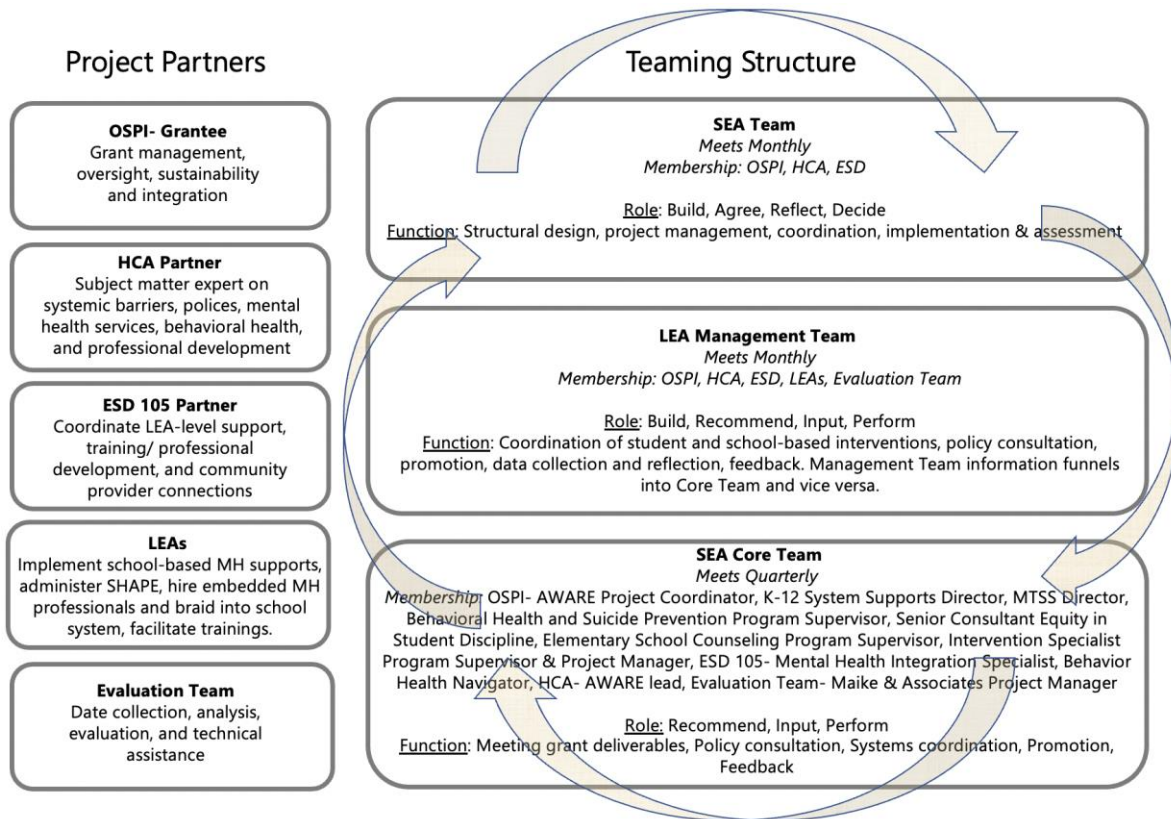 Project Partners
OSPI- Grantee
Grant management,
oversight, sustainability
and integration
HCA Partner
Subject matter expert on
systemic barriers, polices, mental
health services, behavioral health,
and professional development
ESD 105 Partner
Coordinate LEA-level support,
training/ professional
development, and community
provider connections
LEAs
Implement school-based MH supports,
administer SHAPE, hire embedded MH
professionals and braid into school
system, facilitate trainings.
Evaluation Team
Date collection, analysis,
evaluation, and technical
assistance
Teaming Structure
SEA Team
Meets Monthly
Membership: OSPI, HCA, ESD
Role: Build, Agree, Reflect, Decide
Function: Structural design, project management, coordination, implementation & assessment
LEA Management Team
Meets Monthly
Membership: OSPI, HCA, ESD, LEAs, Evaluation Team
Role: Build, Recommend, Input, Perform
Function: Coordination of student and school-based interventions, policy consultation,
promotion, data collection and reflection, feedback. Management Team information funnels
into Core Team and vice versa.
SEA Core Team
Meets Quarterly
Membership: OSPI- AWARE Project Coordinator, K-12 System Supports Director, MTSS Director,
Behavioral Health and Suicide Prevention Program Supervisor, Senior Consultant Equity in
Student Discipline, Elementary School Counseling Program Supervisor, Intervention Specialist
Program Supervisor & Project Manager, ESD 105- Mental Health Integration Specialist, Behavior
Health Navigator, HCA- AWARE lead, Evaluation Team- Maike & Associates Project Manager
Role: Recommend, Input, Perform
Function: Meeting grant deliverables, Policy consultation, Systems coordination, Promotion,
Feedback